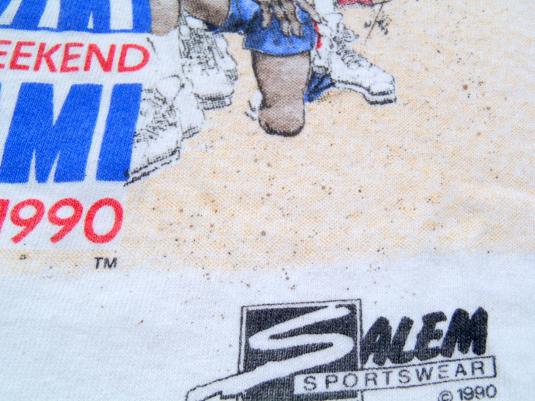 EEKEND
MI
1990
TM
SALEM
SPORTSWEAR
© 1990